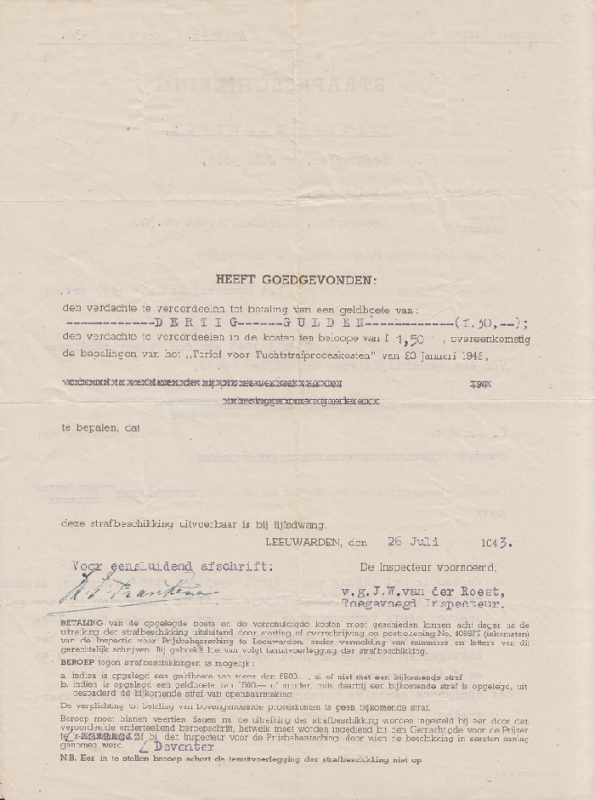 HEEFT GOEDGEVONDEN:
den verdachte te veroordeelen tot betaling van een geldboete van:
-------------DERTIG------GULDEN-------------(f.30,--);
den verdachte te veroordeelen in de kosten ten beloope van f 1,50 , overeenkomstig
de bepalingen van het „Tarief voor Tuchtstrafproceskosten" van 20 Januari 1942,
te bepalen, dat
deze strafbeschikking uitvoerbaar is bij lijfsdwang.
LEEUWARDEN, den 26 Juli 1943.
Voor eensluidend afschrift: De Inspecteur voornoemd,
w.g.J.W.van der Roest,
Toegevoegd Inspecteur.
BETALING van de opgelegde boete en de verschuldigde kosten moet geschieden binnen acht dagen na de
uitreiking der strafbeschikking uitsluitend door storting of overschrijving op postrekening No. (inkomsten)
van de Inspectie voor Prijsbeheersching te Leeuwarden, onder vermelding van nummers en letters van dit
gerechtelijk schrijven. Bij gebreke hiervan volgt tenuitvoerlegging der strafbeschikking.
BEROEP tegen strafbeschikkingen is mogelijk:
a. indien is opgelegd een geldboete van meer dan f500.—, al of niet met een bijkomende straf
b. indien is opgelegd een geldboete van f500.— of minder, mits daarbij een bijkomende straf is opgelegd, uit
gezonderd de bijkomende straf van openbaarmaking
De verplichting tot betaling van bovengenoemde proceskosten is geen bijkomende straf.
Beroep moet binnen veertien dagen na de uitreiking der strafbeschikking worden ingesteld bij een door den
veroordeelde onderteekend beroepschrift, hetwelk moet worden ingediend bij den Gemachtigde voor de Prijzen
te of bij den Inspecteur voor de Prijsbeheersching door wien de beschikking in eersten aanleg
genomen werd. Deventer
N.B. Een in te stellen beroep schort de tenuitvoerlegging der strafbeschikking niet op